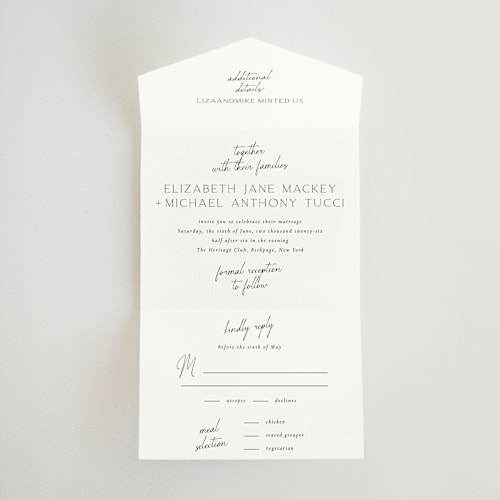 additional
details
LIZAANDMIKE MINTED US
together
with their families
ELIZABETH JANE MACKEY
+MICHAEL ANTHONY TUCCI
invite you to celebrate their marriage
Saturday, the sixth of June, two thousand twenty-six
half after six in the evening
The Heritage Club, Bethpage, New York
formal reception
to follow
kindly reply
before the sixth of May
M
accepts declines
meal
selection
chicken
seared grouper
vegetarian